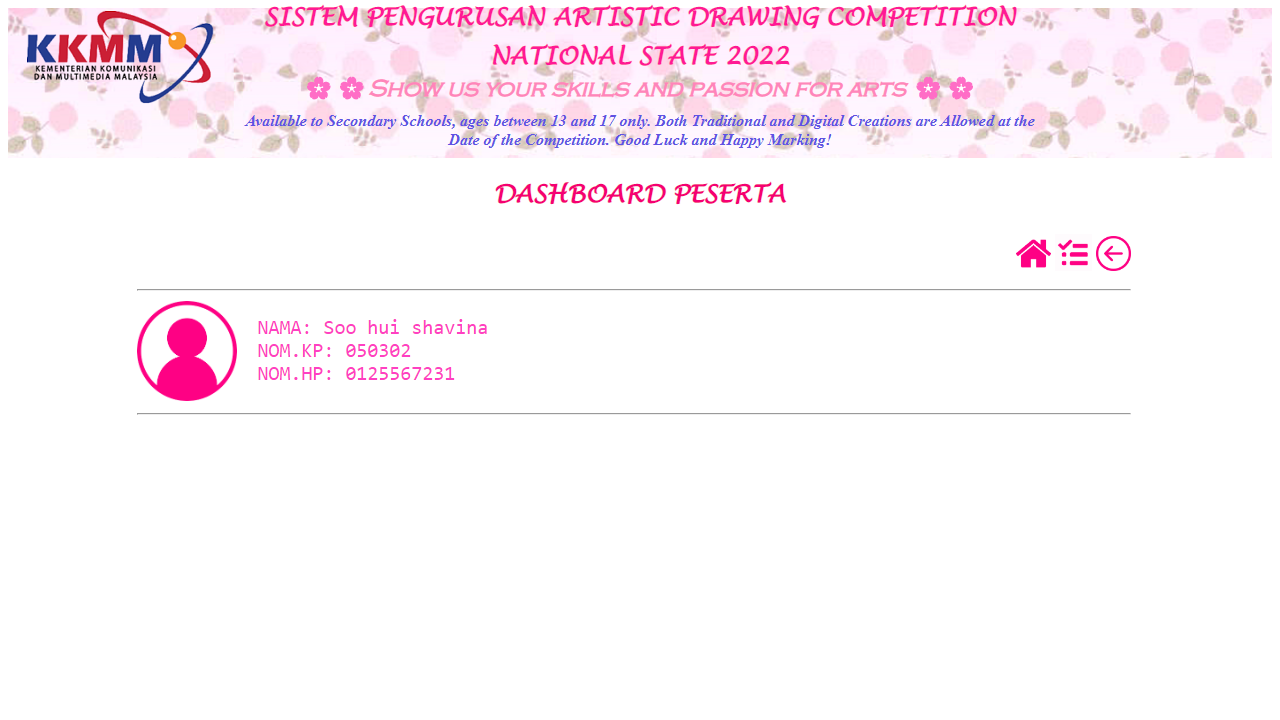 SISTEM PENGURUSAN ARTISTIC DRAWING COMPETITION
NATIONAL STATE 2022
KKMM
KEMENTERIAN KOMUNIKASI
DAN MULTIMEDIA MALAYSIA
SHOW US YOUR SKILLS AND PASSION FOR ARTS
Available to Secondary Schools, ages between 13 and 17 only. Both Traditional and Digital Creations are Allowed at the
Date of the Competition. Good Luck and Happy Marking!
DASHBOARD PESERTA
NAMA: Soo hui shavina
NOM.KP: 050302
NOM.HP: 0125567231